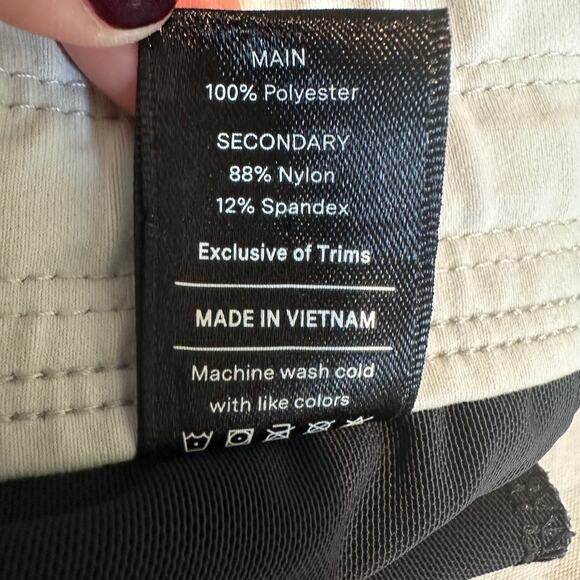 MAIN
100% Polyester
SECONDARY
88% Nylon
12% Spandex
Exclusive of Trims
MADE IN VIETNAM
Machine wash cold
with like colors